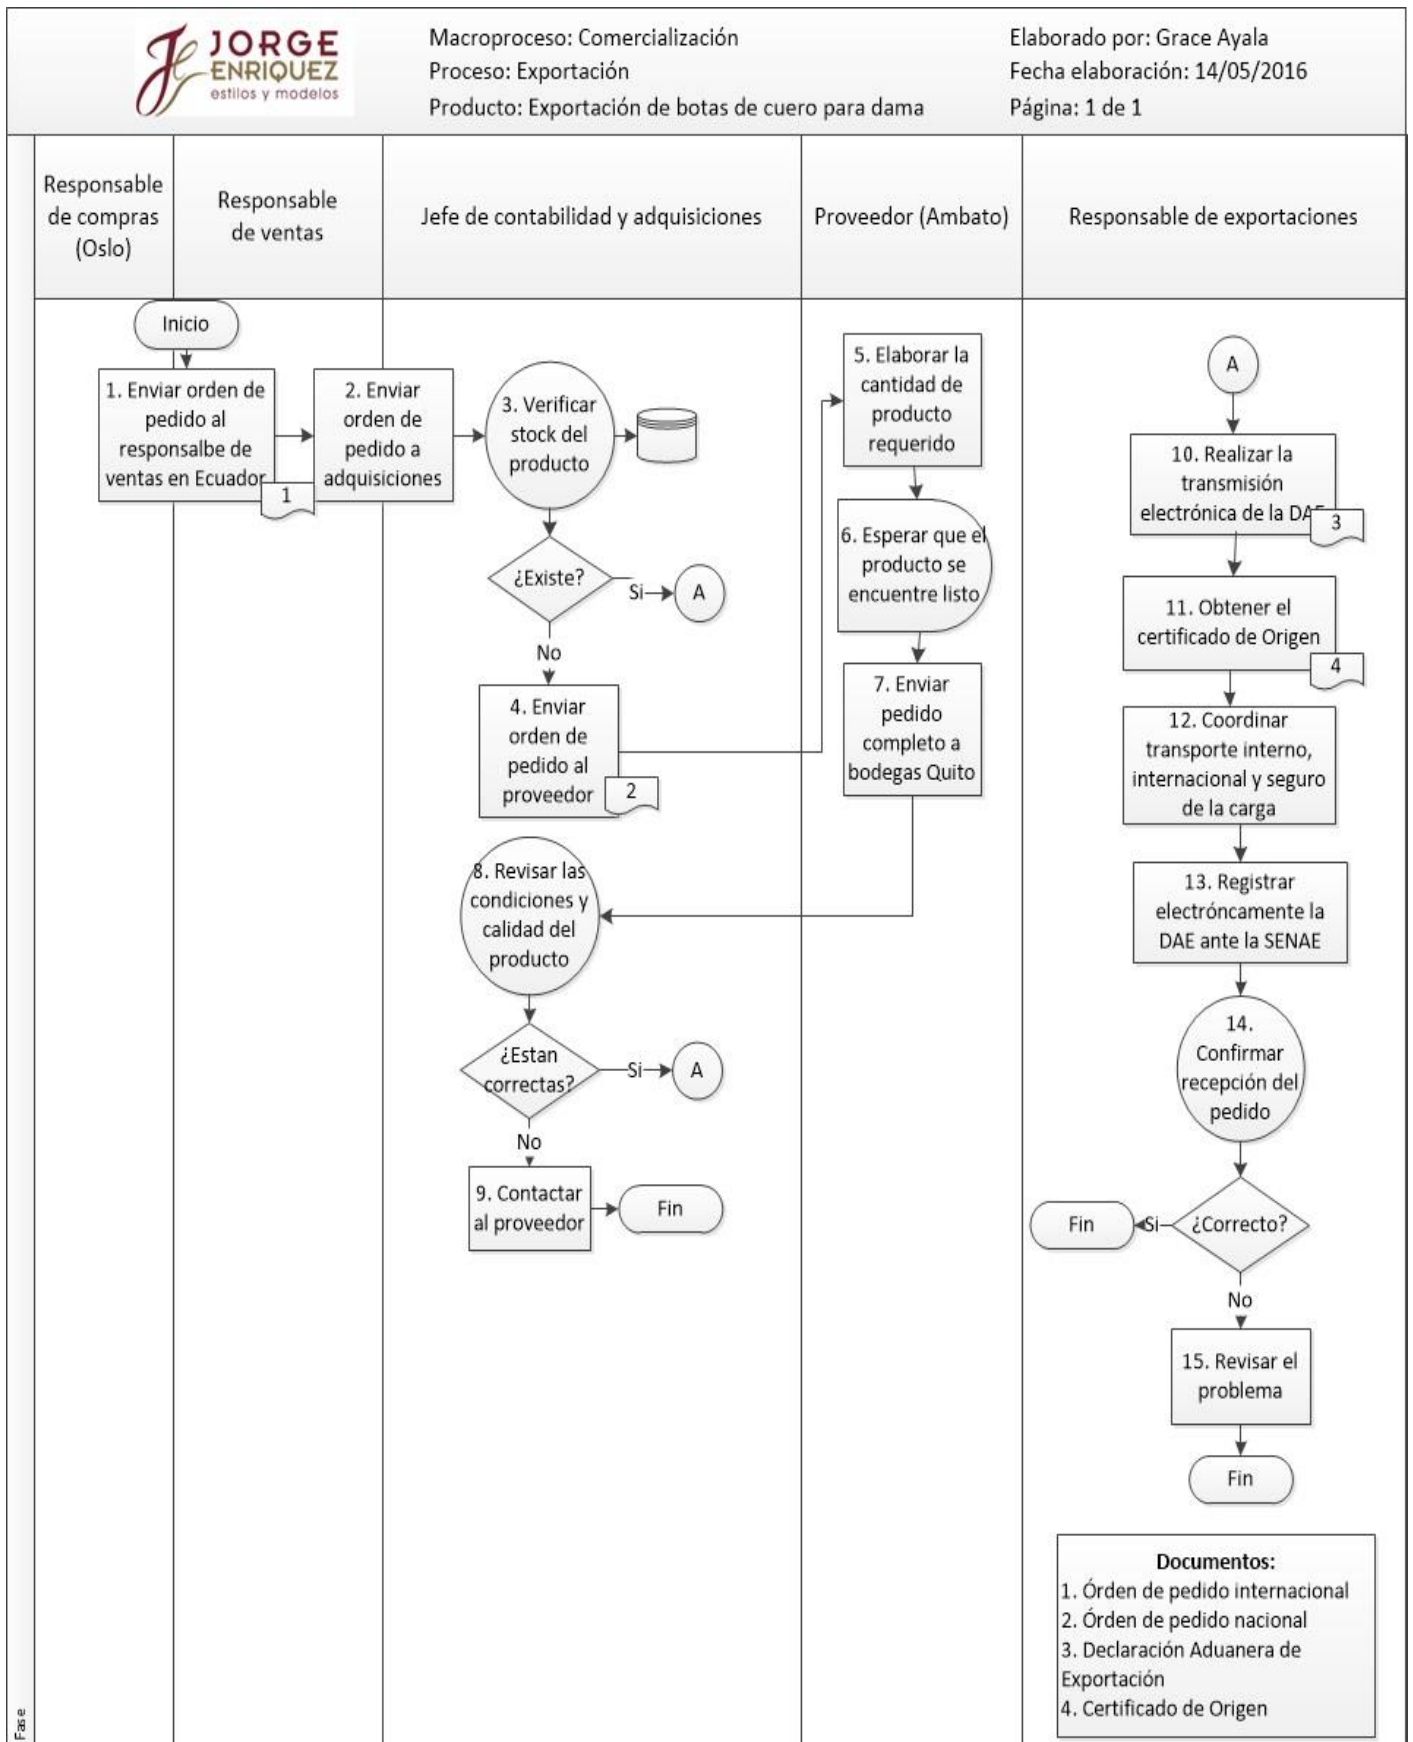 JORGE
ENRIQUEZ
estilos y modelos
Macroproceso: Comercialización
Proceso: Exportación
Producto: Exportación de botas de cuero para dama
Elaborado por: Grace Ayala
Fecha elaboración: 14/05/2016
Página: 1 de 1
Responsable
de compras
(Oslo)
Responsable
de ventas
Jefe de contabilidad y adquisiciones
Proveedor (Ambato)
Responsable de exportaciones
Inicio
1. Enviar orden de
pedido al
responsalbe de
ventas en Ecuador
1
2. Enviar
orden de
pedido a
adquisiciones
3. Verificar
stock del
producto
¿Existe?
Si
A
No
4. Enviar
orden de
pedido al
proveedor
2
5. Elaborar la
cantidad de
producto
requerido
6. Esperar que el
producto se
encuentre listo
7. Enviar
pedido
completo a
bodegas Quito
8. Revisar las
condiciones y
calidad del
producto
¿Estan
correctas?
Si
A
No
9. Contactar
al proveedor
Fin
A
10. Realizar la
transmisión
electrónica de la DAE
3
11. Obtener el
certificado de Origen
4
12. Coordinar
transporte interno,
internacional y seguro
de la carga
13. Registrar
electróncamente la
DAE ante la SENAE
14.
Confirmar
recepción del
pedido
¿Correcto?
Si
Fin
No
15. Revisar el
problema
Fin
Documentos:
1. Órden de pedido internacional
2. Órden de pedido nacional
3. Declaración Aduanera de
Exportación
4. Certificado de Origen
Fase